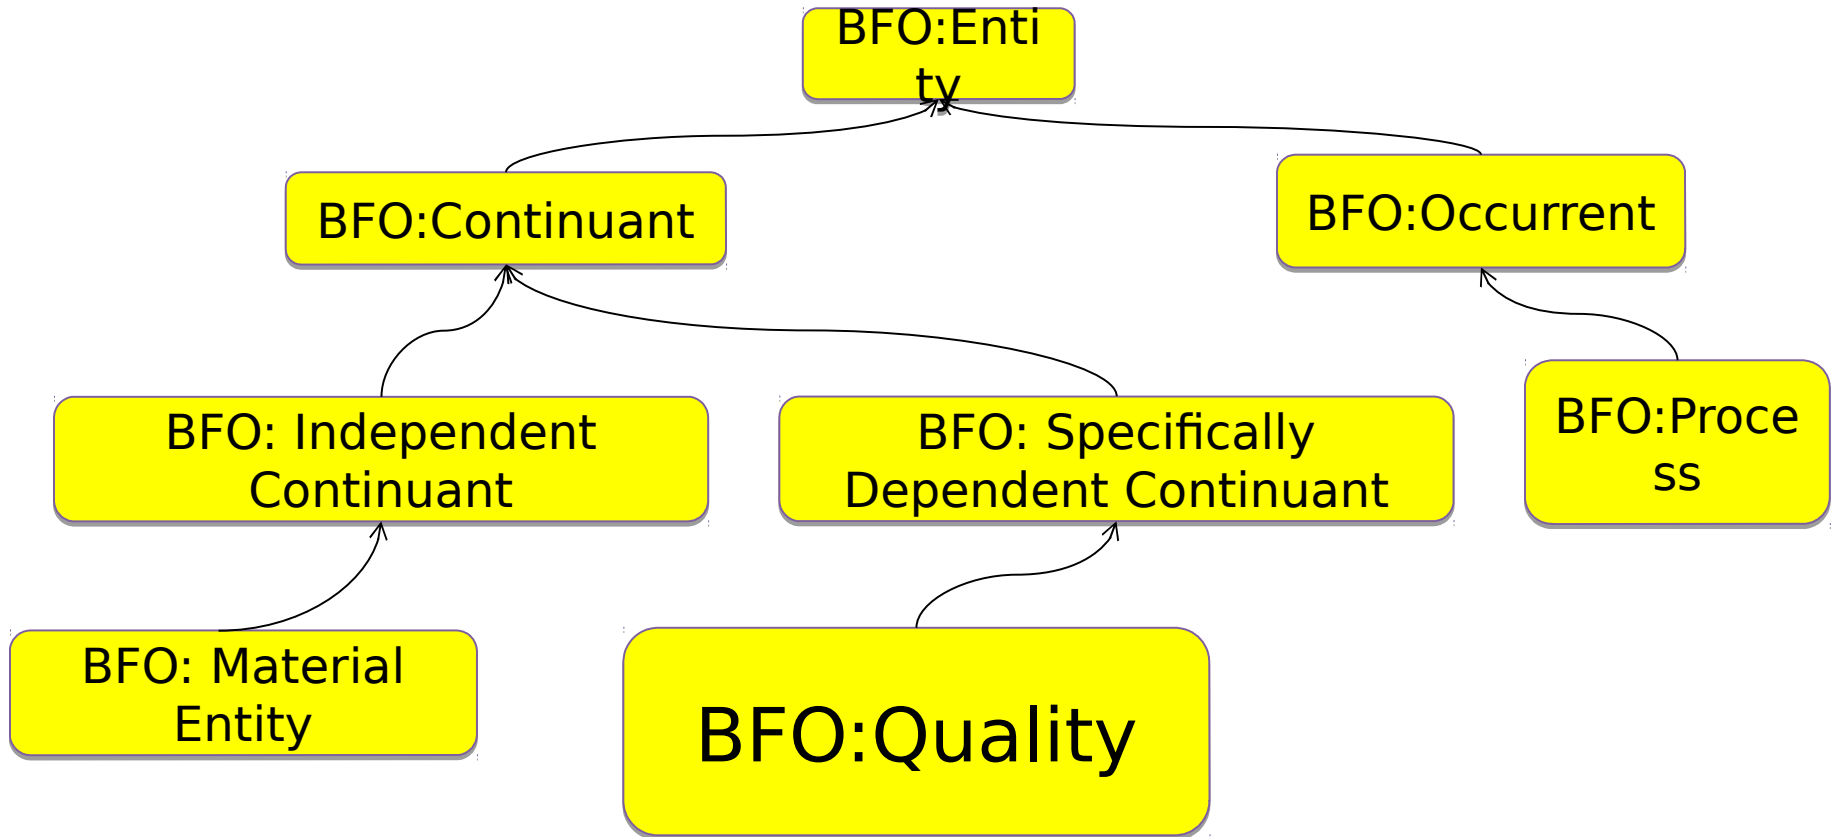 BFO:Enti
ty
BFO:Continuant
BFO:Occurrent
BFO: Independent
Continuant
BFO: Specifically
Dependent Continuant
BFO:Proce
ss
BFO: Material
Entity
BFO:Quality